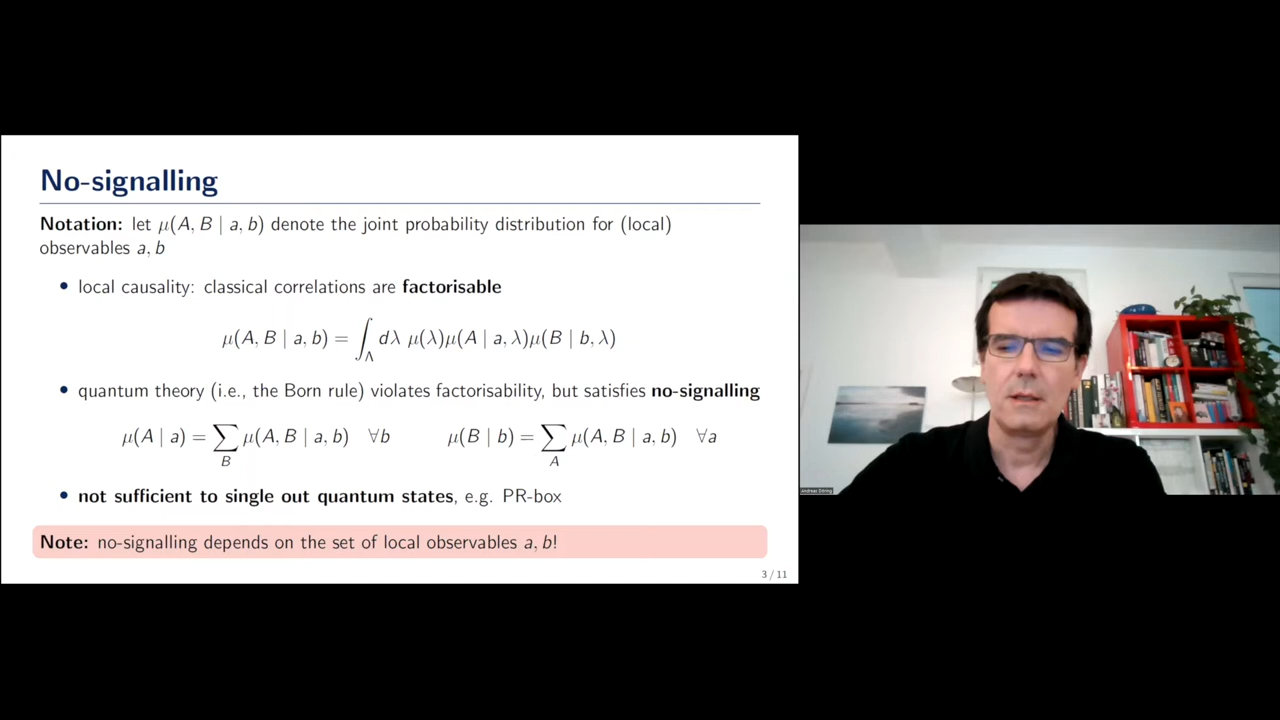 No-signalling
Notation: let μ(A, B | a, b) denote the joint probability distribution for (local)
observables a, b
• local causality: classical correlations are factorisable
μ(A, B | a, b) = ∫_Λ dλ μ(λ)μ(A | a, λ)μ(B | b, λ)
• quantum theory (i.e., the Born rule) violates factorisability, but satisfies no-signalling
μ(A | a) = ∑_B μ(A, B | a, b) ∀b μ(B | b) = ∑_A μ(A, B | a, b) ∀a
• not sufficient to single out quantum states, e.g. PR-box
Note: no-signalling depends on the set of local observables a, b!
3 / 11
Andreas Döring